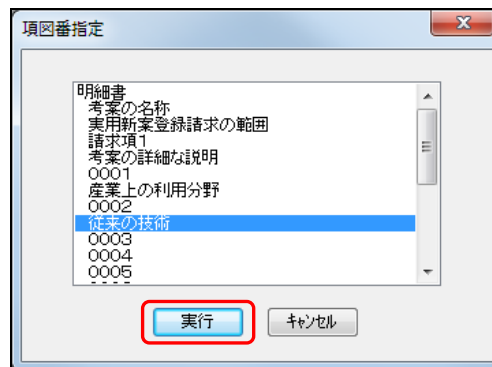 項図番指定
明細書
考案の名称
実用新案登録請求の範囲
請求項1
考案の詳細な説明
0001
産業上の利用分野
0002
従来の技術
0003
0004
0005
実行
ｷｬﾝｾﾙ